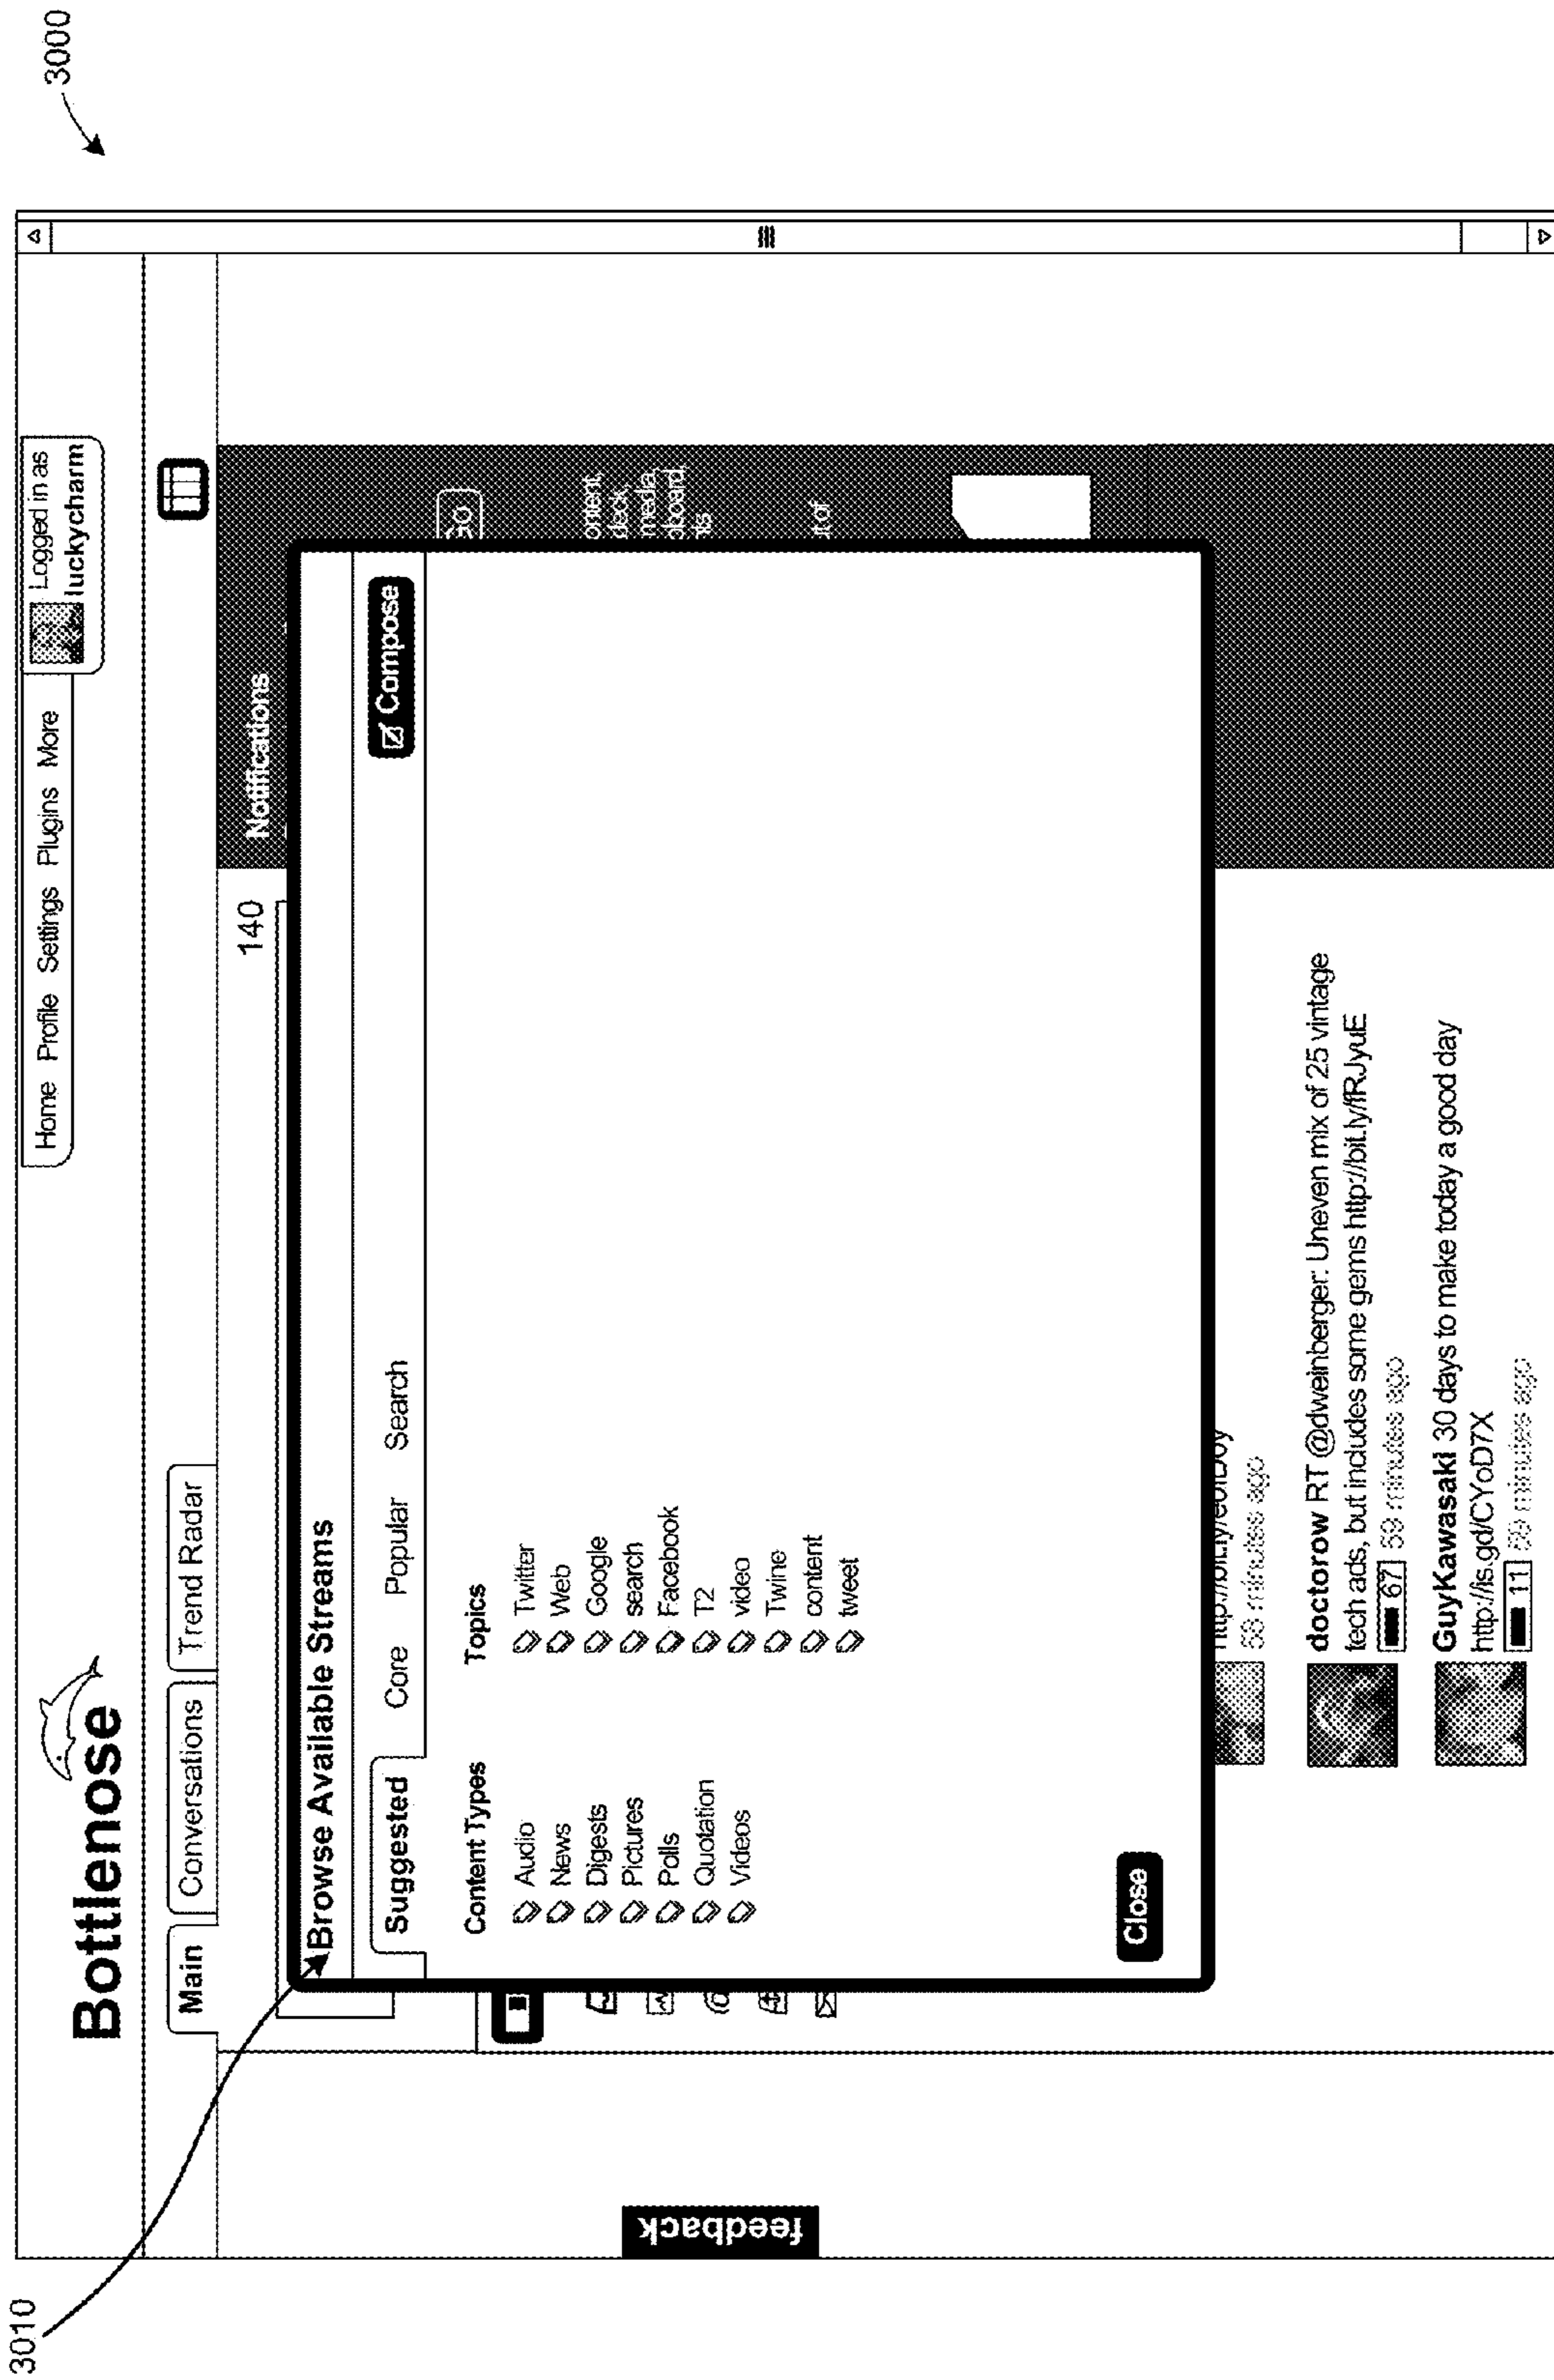 3000
3010
Bottlenose
Home Profile Settings Plugins More
Logged in as
luckycharm
Main
Conversations
Trend Radar
140
Notifications
Browse Available Streams
Suggested
Core
Popular
Search
Compose
Content Types
Audio
News
Digests
Pictures
Polls
Quotation
Videos
Topics
Twitter
Web
Google
search
Facebook
T2
video
Twine
content
tweet
Close
feedback
deck,
media,
58 minutes ago
doctorow RT @dweinberger: Uneven mix of 25 vintage
tech ads, but includes some gems http://bit.ly/fRJyuE
67 59 minutes ago
GuyKawasaki 30 days to make today a good day
http://is.gd/CYoD7X
11 59 minutes ago